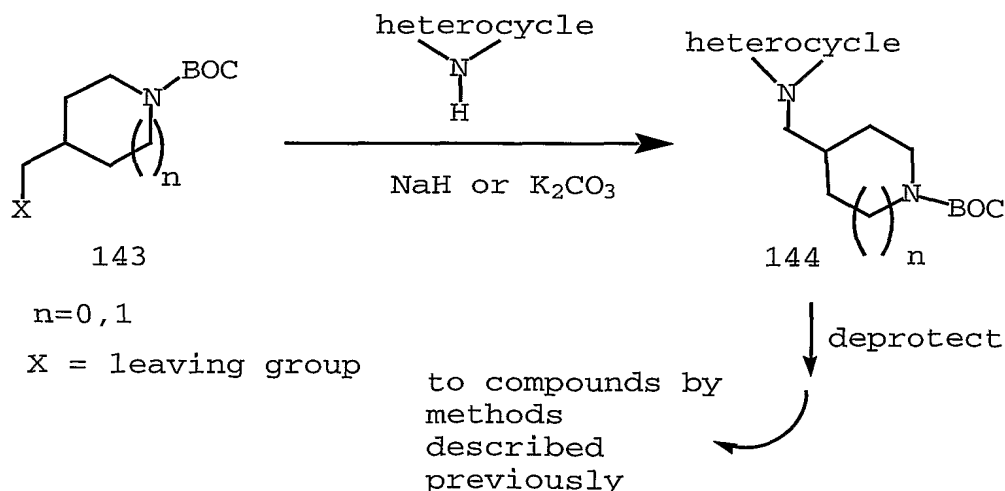 heterocycle
N
H
NaH or K₂CO₃
N
BOC
n
X
143
n=0,1
X = leaving group
heterocycle
N
N
BOC
n
144
deprotect
to compounds by
methods
described
previously